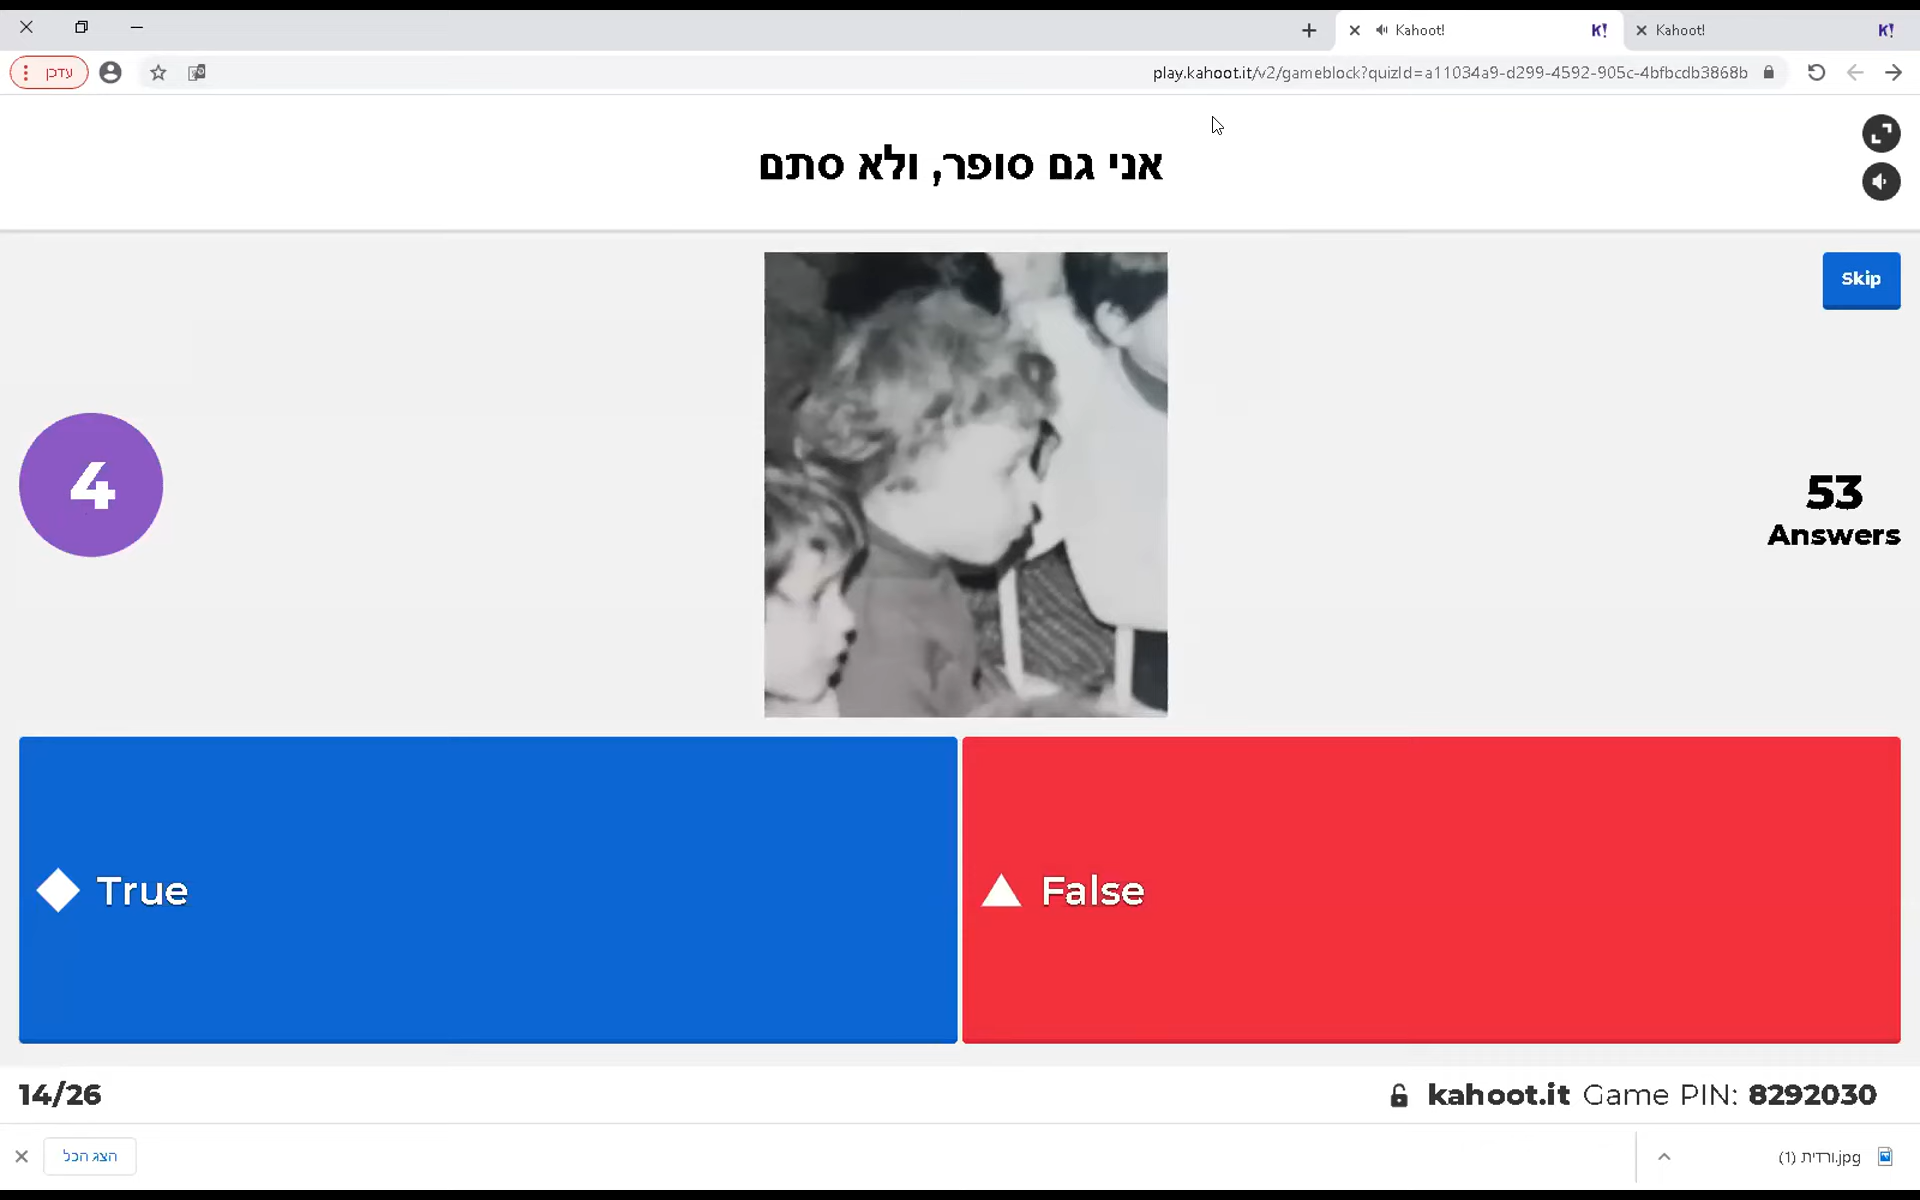 Kahoot!
Kahoot!
K!
K!
עדכן
play.kahoot.it/v2/gameblock?quizId=a11034a9-d299-4592-905c-4bfbcdb3868b
אני גם סופר, ולא סתם
Skip
4
53
Answers
True
False
14/26
kahoot.it Game PIN: 8292030
הצג הכל
ורדית (1).jpg